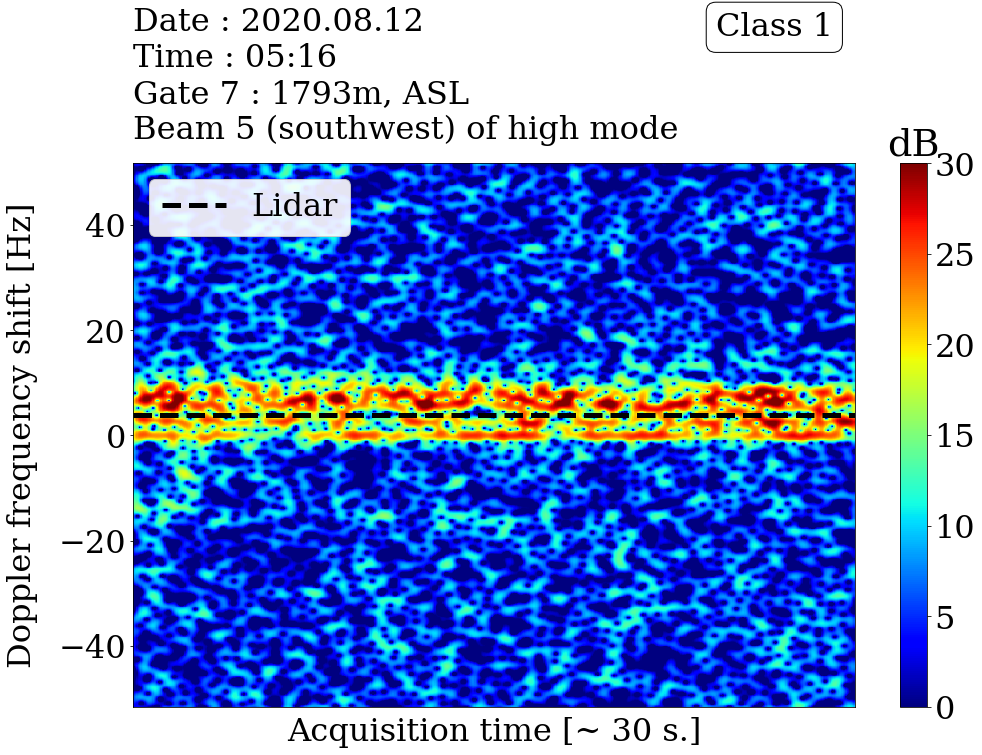 Date : 2020.08.12
Class 1
Time : 05:16
Gate 7 : 1793m, ASL
Beam 5 (southwest) of high mode
dB
Lidar
Doppler frequency shift [Hz]
40
20
0
−20
−40
30
25
20
15
10
5
0
Acquisition time [~ 30 s.]